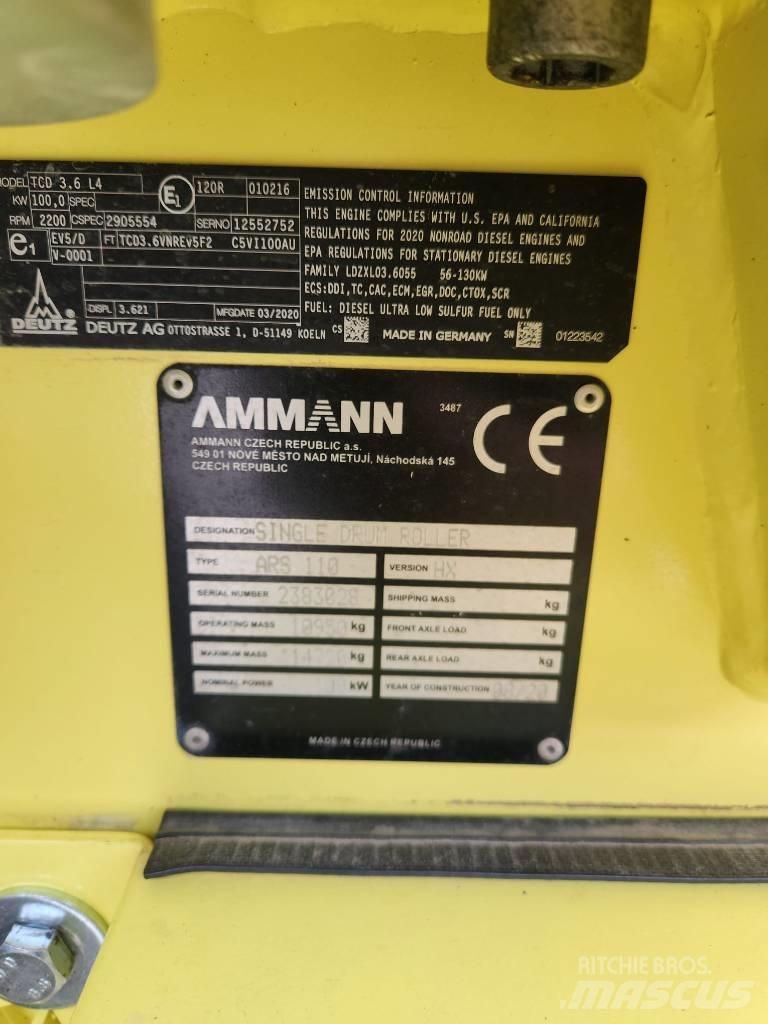 MODEL TCD 3.6 L4
120R 010216
KW 100,0 SPEC
RPM 2200 CSPEC 2905554 SERNO 12552752
E1
e1 EV5/D FT TCD3.6VNREv5F2 C5V1100AU
V-0001
DISPL 3.621 MFGDATE 03/2020
EMISSION CONTROL INFORMATION
THIS ENGINE COMPLIES WITH U.S. EPA AND CALIFORNIA
REGULATIONS FOR 2020 NONROAD DIESEL ENGINES AND
EPA REGULATIONS FOR STATIONARY DIESEL ENGINES.
FAMILY LDZXL03.6055 56-130KW
ECS:DDI,TC,CAC,ECM,EGR,DOC,CTOX,SCR
FUEL: DIESEL ULTRA LOW SULFUR FUEL ONLY
DEUTZ DEUTZ AG OTTOSTRASSE 1, D-51149 KOELN CS MADE IN GERMANY SN 01223542
AMMANN 3487 CE
AMMANN CZECH REPUBLIC a.s.
549 01 NOVÉ MĚSTO NAD METUJÍ, Náchodská 145
CZECH REPUBLIC
DESIGNATION SINGLE DRUM ROLLER
TYPE ARS 110 VERSION HX
SERIAL NUMBER 2383028 SHIPPING MASS kg
OPERATING MASS 10950 kg FRONT AXLE LOAD kg
MAXIMUM MASS kg REAR AXLE LOAD kg
NOMINAL POWER kW YEAR OF CONSTRUCTION
MADE IN CZECH REPUBLIC
RITCHIE BROS.
MASCUS